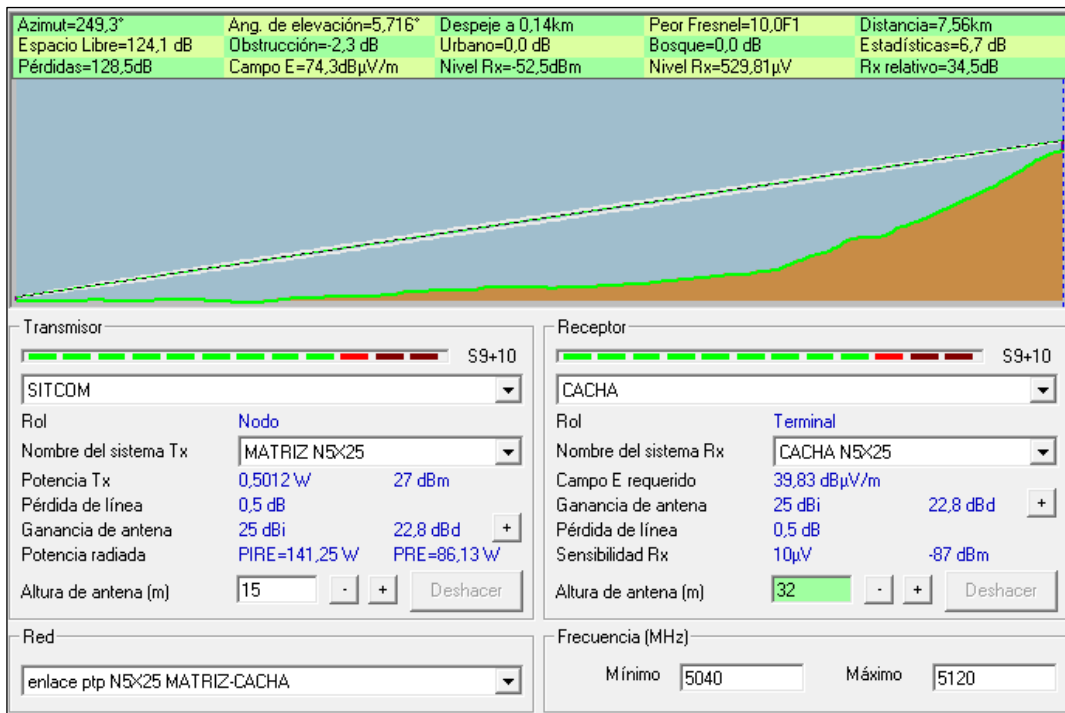 Azimut=249,3° Ang. de elevación=5,716° Despeje a 0,14km Peor Fresnel=10,0F1 Distancia=7,56km
Espacio Libre=124,1 dB Obstrucción=-2,3 dB Urbano=0,0 dB Bosque=0,0 dB Estadísticas=6,7 dB
Pérdidas=128,5dB Campo E=74,3dBµV/m Nivel Rx=-52,5dBm Nivel Rx=529,81µV Rx relativo=34,5dB
Transmisor
S9+10
SITCOM
Rol Nodo
Nombre del sistema Tx MATRIZ N5X25
Potencia Tx 0,5012 W 27 dBm
Pérdida de línea 0,5 dB
Ganancia de antena 25 dBi 22,8 dBd +
Potencia radiada PIRE=141,25 W PRE=86,13 W
Altura de antena (m) 15 - + Deshacer
Receptor
S9+10
CACHA
Rol Terminal
Nombre del sistema Rx CACHA N5X25
Campo E requerido 39,83 dBµV/m
Ganancia de antena 25 dBi 22,8 dBd +
Pérdida de línea 0,5 dB
Sensibilidad Rx 10µV -87 dBm
Altura de antena (m) 32 - + Deshacer
Red
enlace ptp N5X25 MATRIZ-CACHA
Frecuencia (MHz)
Mínimo 5040 Máximo 5120